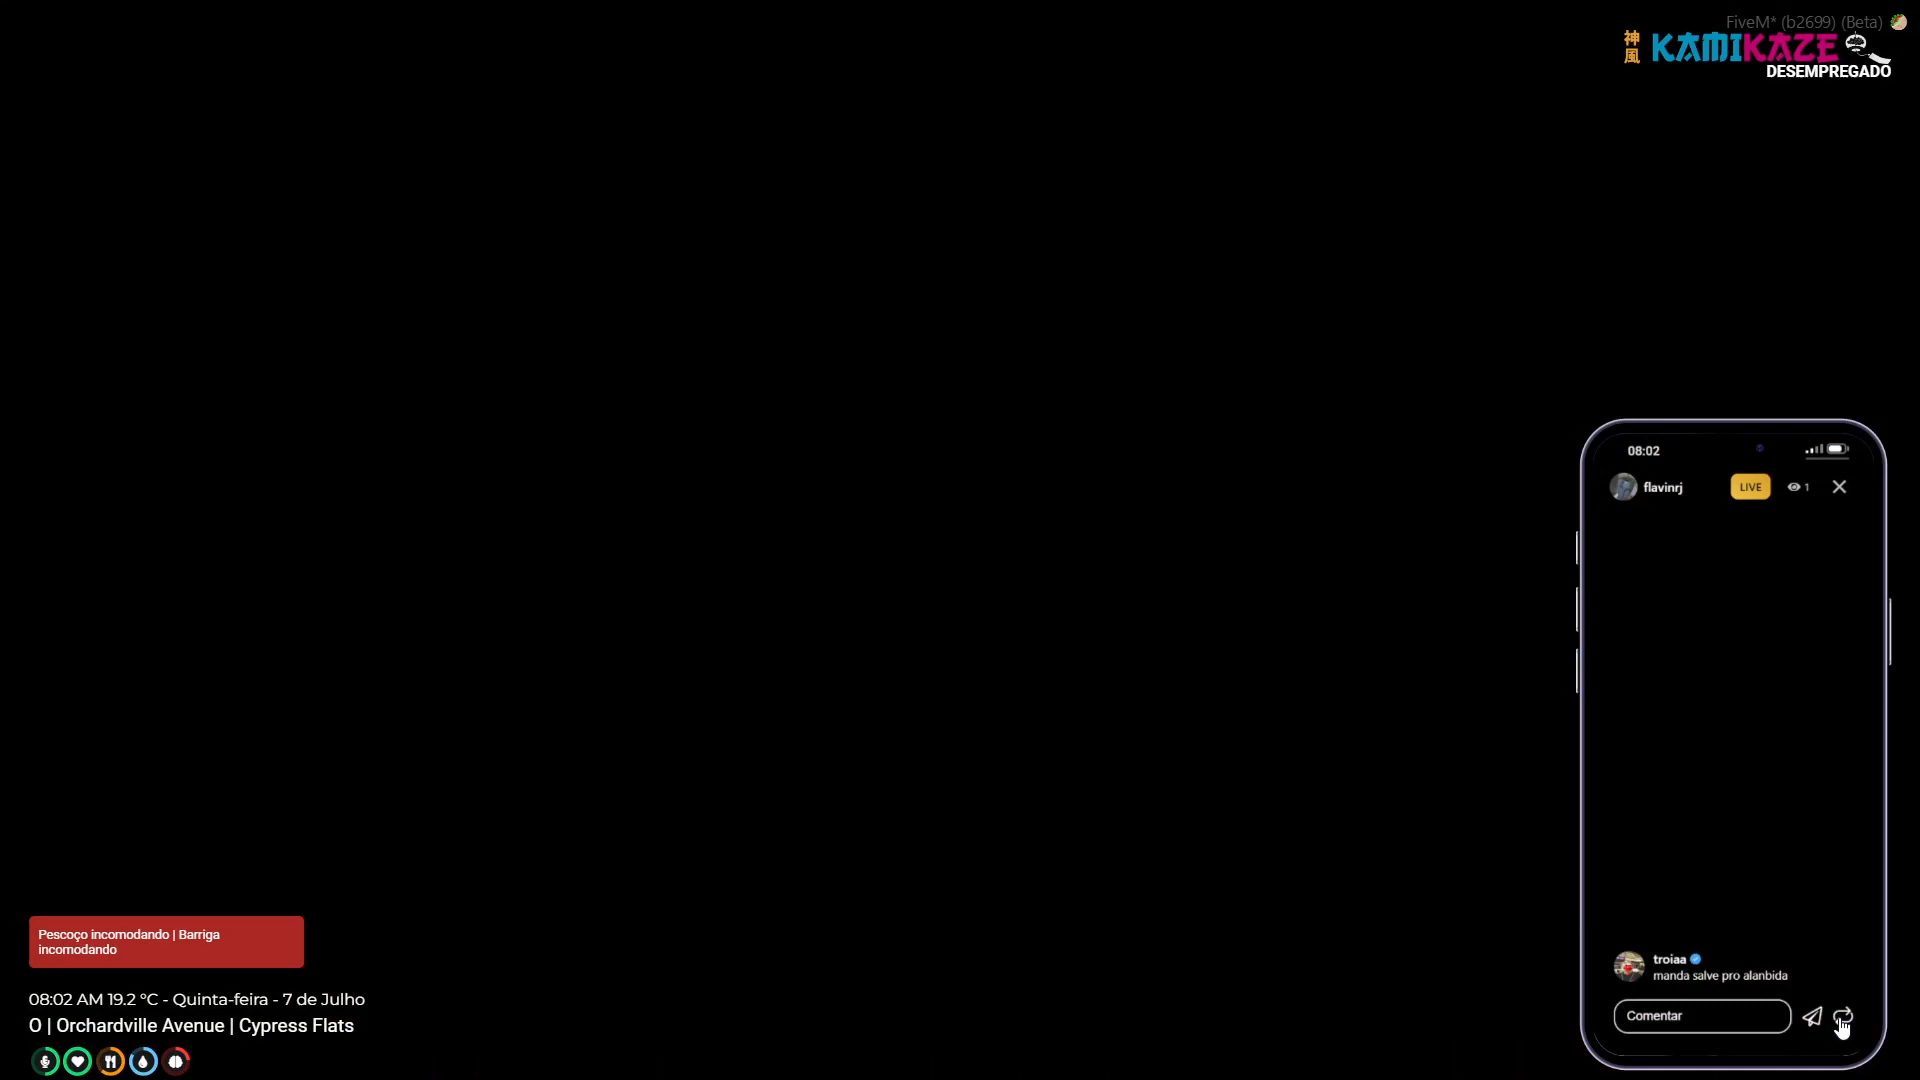 FiveM* (b2699) (Beta)
神風 KAMIKAZE
DESEMPREGADO
08:02
flavinrj LIVE 1
troiaa
manda salve pro alanbida
Comentar
Pescoço incomodando | Barriga
incomodando
08:02 AM 19.2 °C - Quinta-feira - 7 de Julho
O | Orchardville Avenue | Cypress Flats